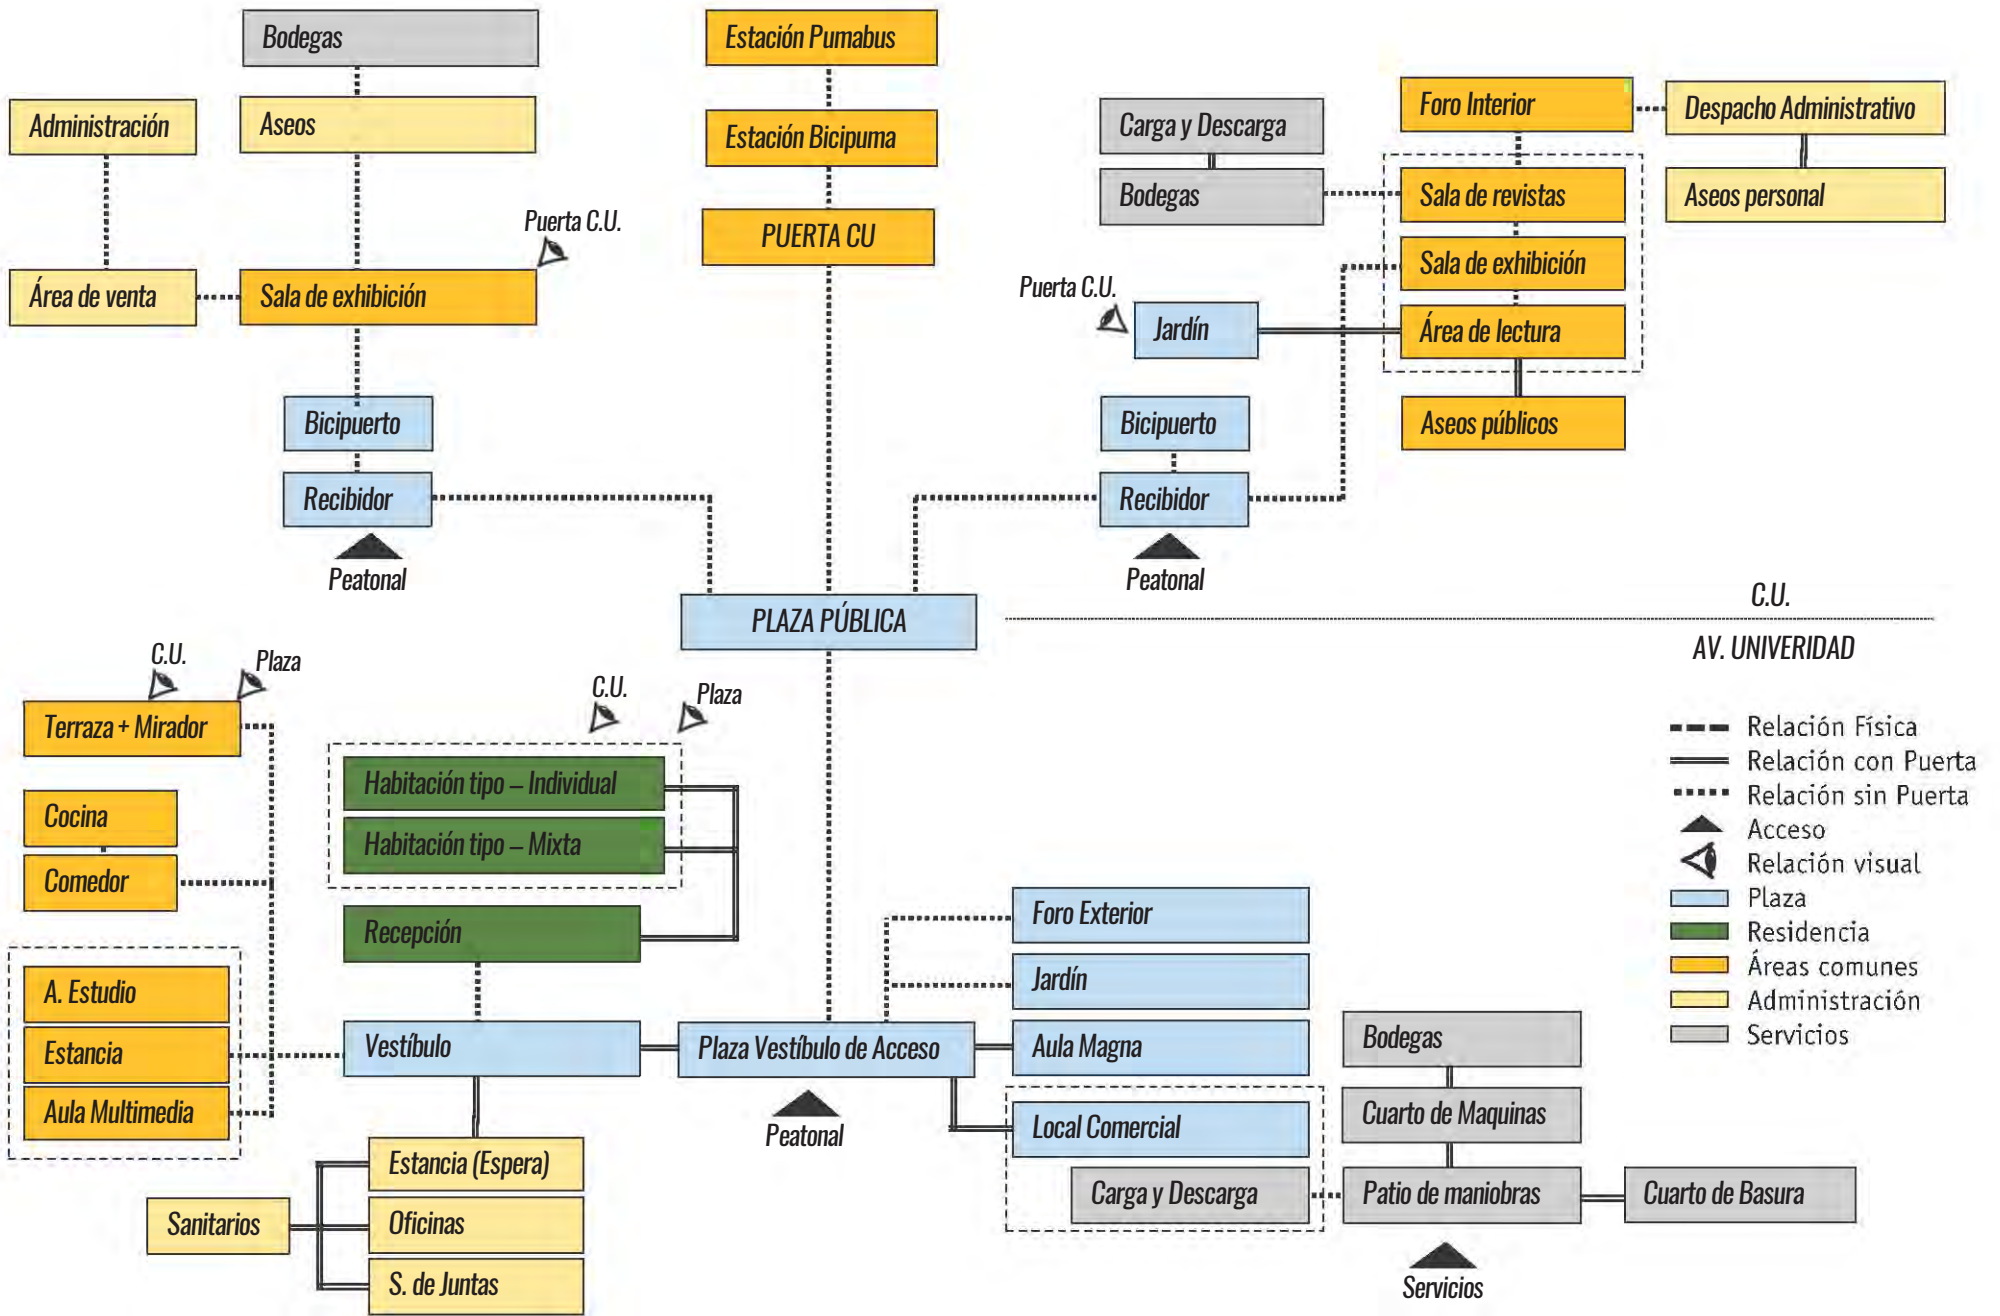 Bodegas
Administración
Aseos
Puerta C.U.
Área de venta
Sala de exhibición
Bicipuerto
Recibidor
Peatonal
Estación Pumabus
Estación Bicipuma
PUERTA CU
Carga y Descarga
Bodegas
Foro Interior
Despacho Administrativo
Sala de revistas
Aseos personal
Sala de exhibición
Puerta C.U.
Jardín
Área de lectura
Bicipuerto
Aseos públicos
Recibidor
Peatonal
PLAZA PÚBLICA
C.U.
AV. UNIVERIDAD
C.U.
Plaza
Terraza + Mirador
Cocina
Comedor
A. Estudio
Estancia
Aula Multimedia
C.U.
Plaza
Habitación tipo – Individual
Habitación tipo – Mixta
Recepción
Vestíbulo
Plaza Vestíbulo de Acceso
Peatonal
Estancia (Espera)
Sanitarios
Oficinas
S. de Juntas
Foro Exterior
Jardín
Aula Magna
Local Comercial
Carga y Descarga
Bodegas
Cuarto de Maquinas
Patio de maniobras
Cuarto de Basura
Servicios
Relación Física
Relación con Puerta
Relación sin Puerta
Acceso
Relación visual
Plaza
Residencia
Áreas comunes
Administración
Servicios